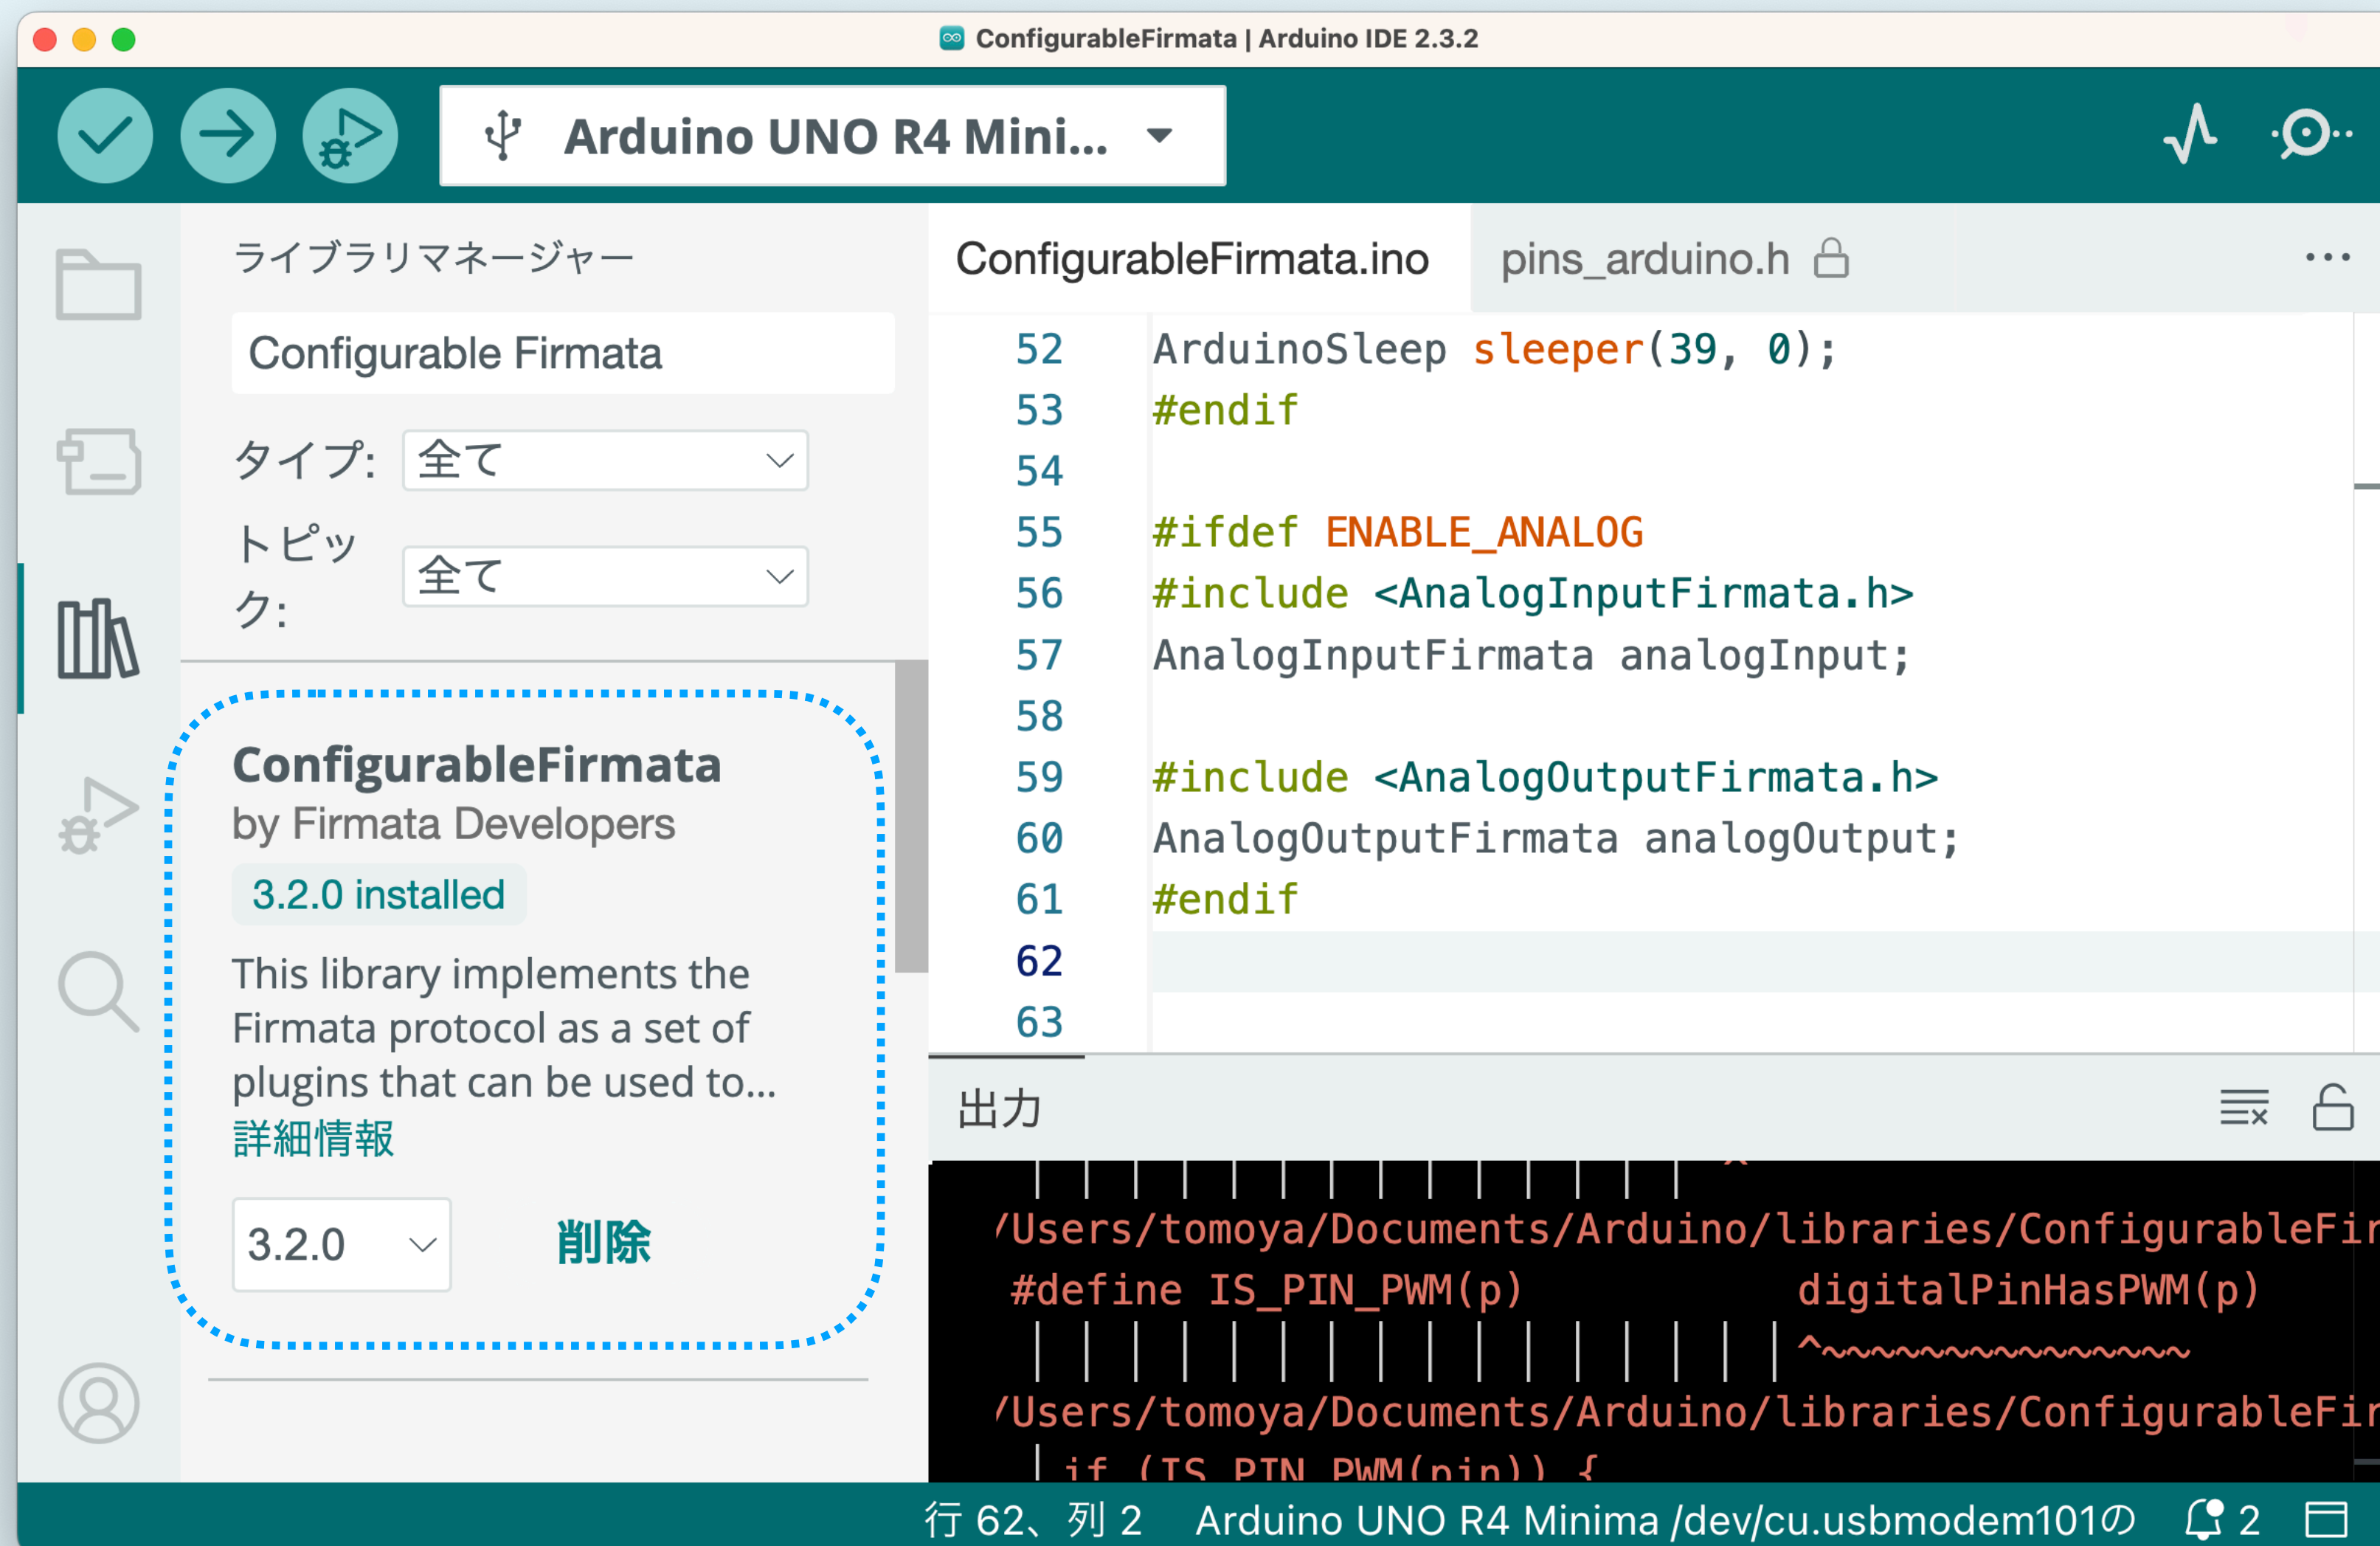 ConfigurableFirmata | Arduino IDE 2.3.2
Arduino UNO R4 Mini...
ライブラリマネージャー
Configurable Firmata
タイプ: 全て
トピッ
ク:
全て
ConfigurableFirmata
by Firmata Developers
3.2.0 installed
This library implements the
Firmata protocol as a set of
plugins that can be used to...
詳細情報
3.2.0
削除
ConfigurableFirmata.ino
pins_arduino.h
52 ArduinoSleep sleeper(39, 0);
53 #endif
54
55 #ifdef ENABLE_ANALOG
56 #include <AnalogInputFirmata.h>
57 AnalogInputFirmata analogInput;
58
59 #include <AnalogOutputFirmata.h>
60 AnalogOutputFirmata analogOutput;
61 #endif
62
63
出力
| | | | | | | | | | | | | | ^
/Users/tomoya/Documents/Arduino/libraries/ConfigurableFir
#define IS_PIN_PWM(p) digitalPinHasPWM(p)
| | | | | | | | | | | | | | | | ^~~~~~~~~~~~~~~~
/Users/tomoya/Documents/Arduino/libraries/ConfigurableFir
| if (IS_PIN_PWM(pin)) {
行 62、列 2 Arduino UNO R4 Minima /dev/cu.usbmodem101の 2